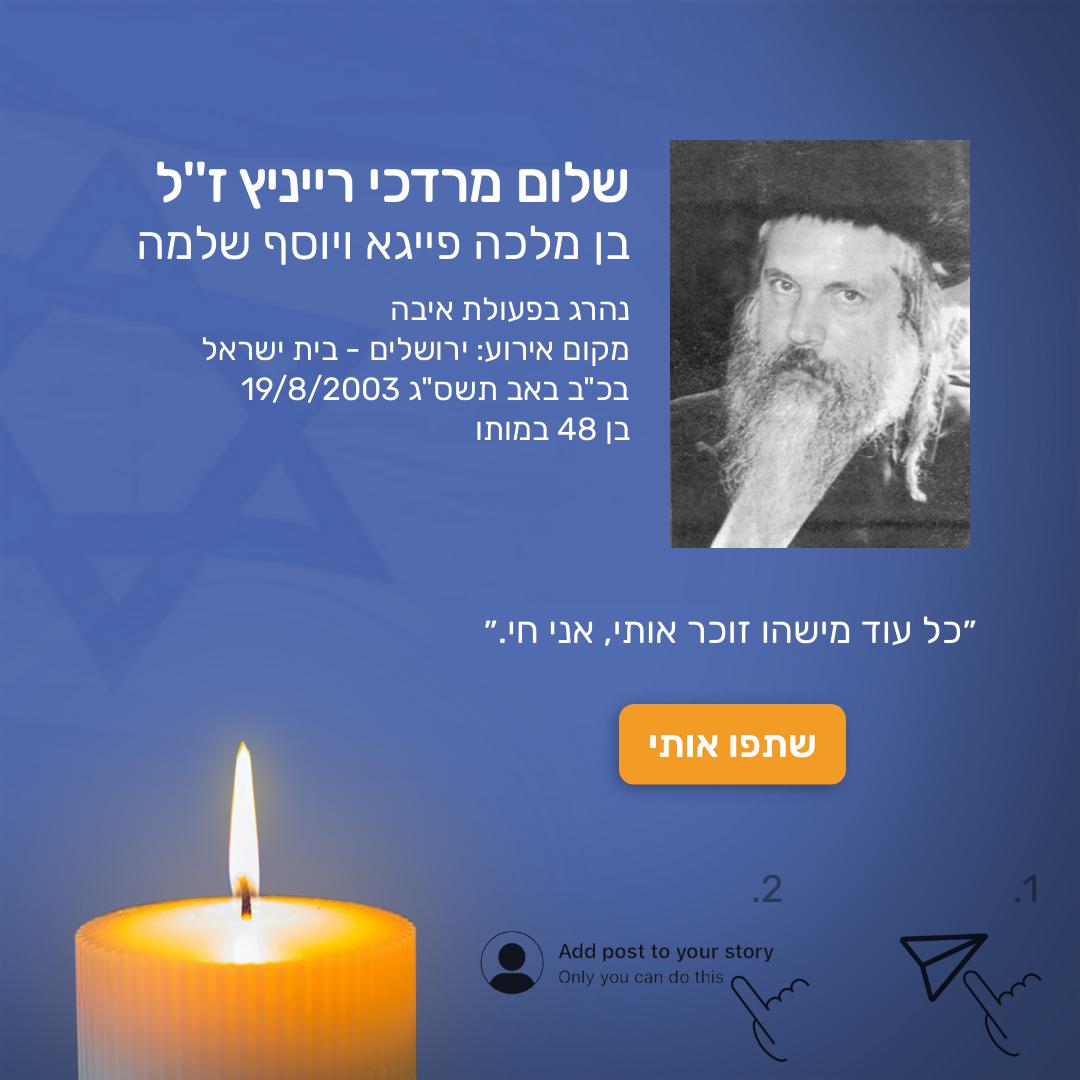 שלום מרדכי רייניץ ז"ל
בן מלכה פייגא ויוסף שלמה
נהרג בפעולת איבה
מקום אירוע: ירושלים - בית ישראל
בכ"ב באב תשס"ג 19/8/2003
בן 48 במותו
״כל עוד מישהו זוכר אותי, אני חי.״
שתפו אותי
1.
2.
Add post to your story
Only you can do this